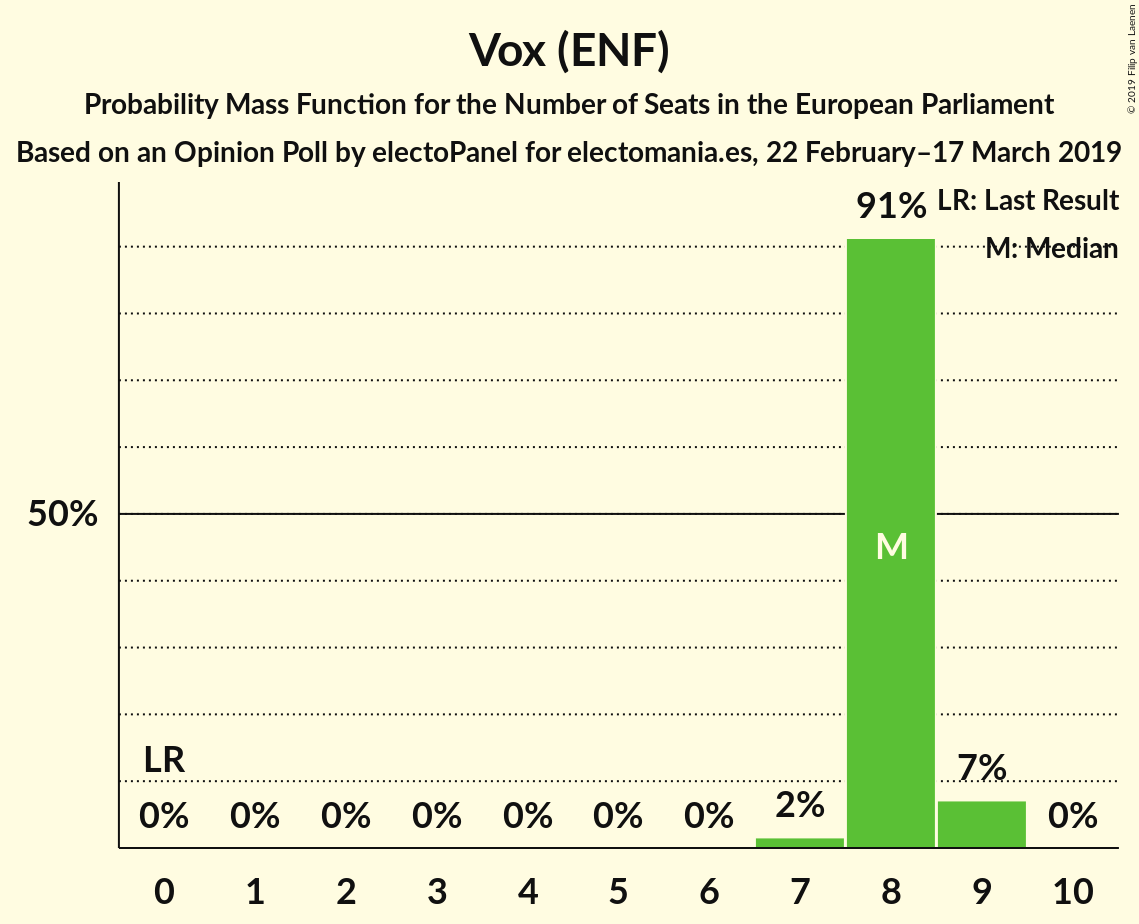 Vox (ENF)
Probability Mass Function for the Number of Seats in the European Parliament
Based on an Opinion Poll by electoPanel for electomania.es, 22 February–17 March 2019
© 2019 Filip van Laenen
LR: Last Result
M: Median
91%
50%
M
LR
0% 0% 0% 0% 0% 0% 0% 2% 7% 0%
0 1 2 3 4 5 6 7 8 9 10